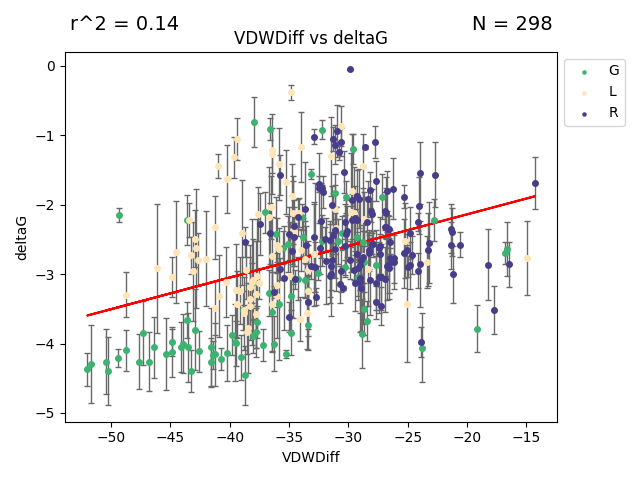 r^2 = 0.14 N = 298
VDWDiff vs deltaG
G
L
R
deltaG
0
−1
−2
−3
−4
−5
−50 −45 −40 −35 −30 −25 −20 −15
VDWDiff